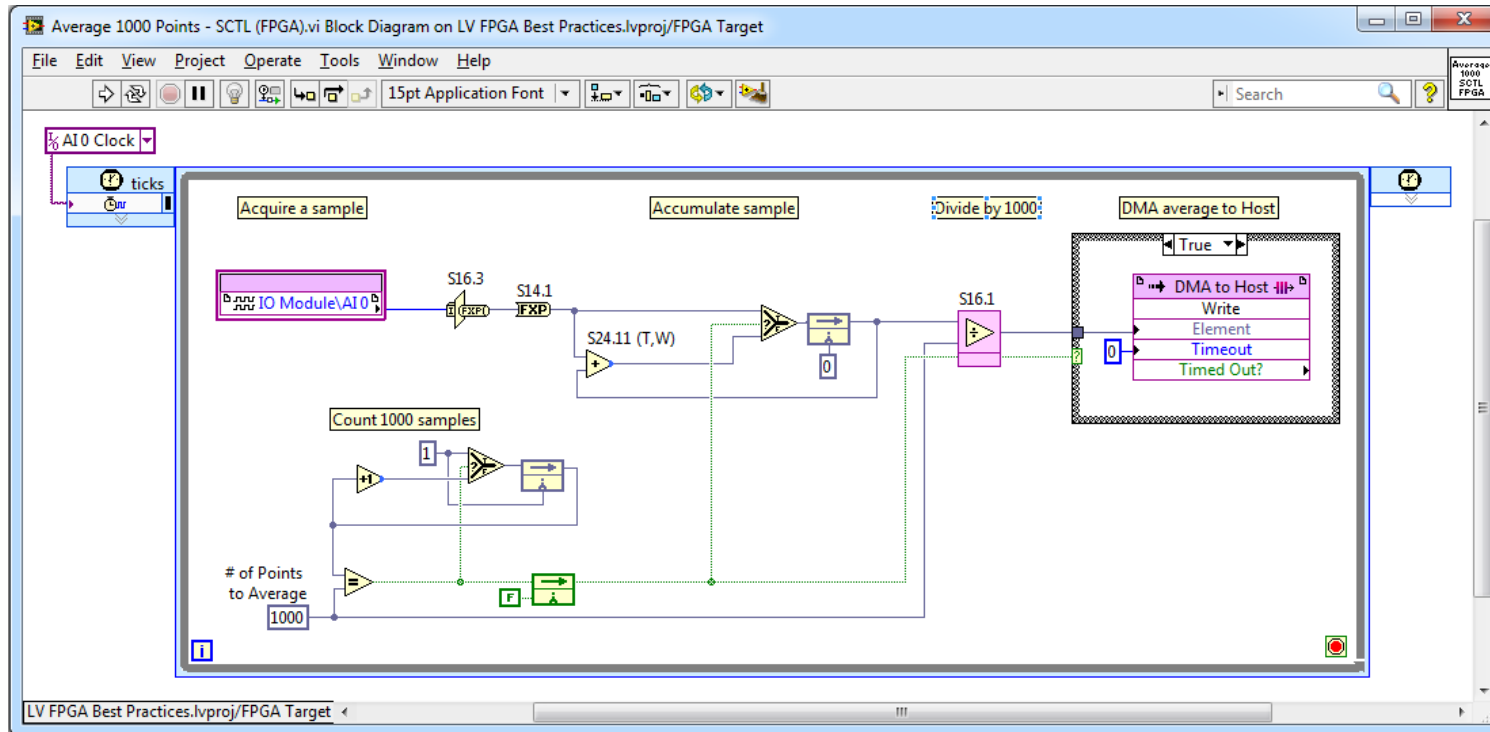 Average 1000 Points - SCTL (FPGA).vi Block Diagram on LV FPGA Best Practices.lvproj/FPGA Target
File Edit View Project Operate Tools Window Help
15pt Application Font
Search
Average
1000
SCTL
FPGA
AI0 Clock
ticks
Acquire a sample
Accumulate sample
Divide by 1000
DMA average to Host
True
IO Module\AI0
S16.3
FXP
S14.1
FXP
S24.11 (T,W)
+
?
T
F
0
S16.1
÷
?
0
DMA to Host
Write
Element
Timeout
Timed Out?
Count 1000 samples
1
+1
?
T
F
=
F
# of Points
to Average
1000
i
LV FPGA Best Practices.lvproj/FPGA Target